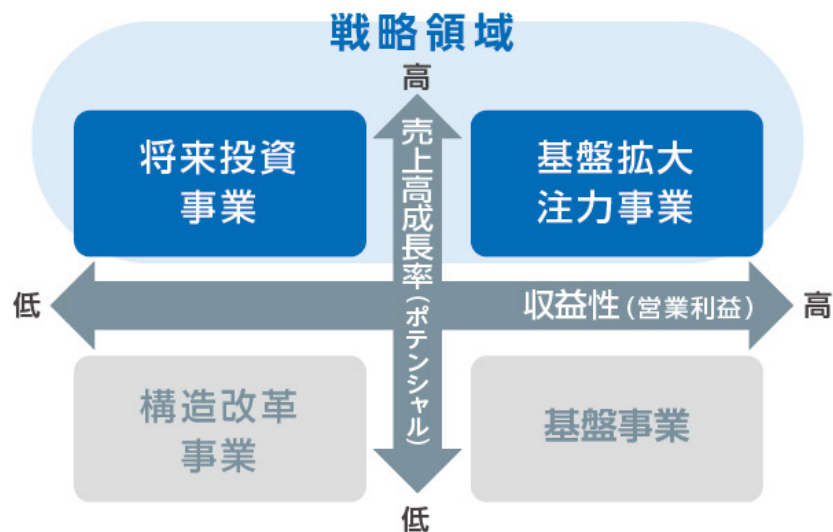 戦略領域
高
将来投資
事業
基盤拡大
注力事業
売上高成長率(ポテンシャル)
低
収益性(営業利益)
高
構造改革
事業
基盤事業
低